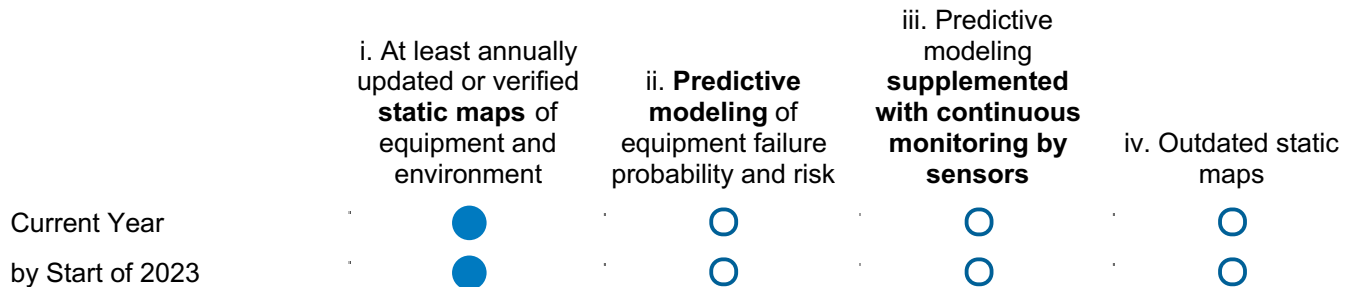 i. At least annually
updated or verified
static maps of
equipment and
environment
ii. Predictive
modeling of
equipment failure
probability and risk
iii. Predictive
modeling
supplemented
with continuous
monitoring by
sensors
iv. Outdated static
maps
Current Year
by Start of 2023